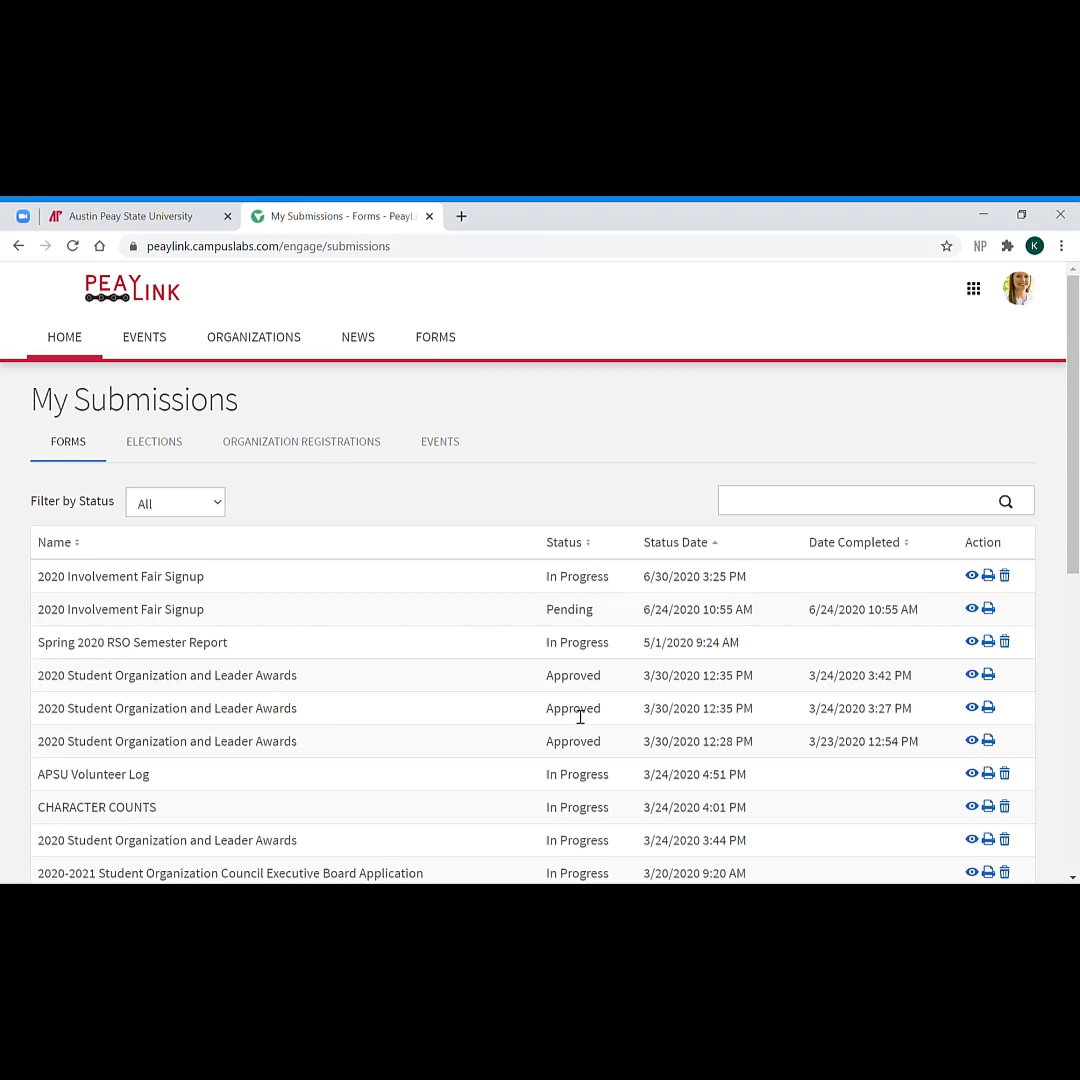 Austin Peay State University
My Submissions - Forms - PeayLi
peaylink.campuslabs.com/engage/submissions
NP
K
PEAY LINK
HOME EVENTS ORGANIZATIONS NEWS FORMS
My Submissions
FORMS ELECTIONS ORGANIZATION REGISTRATIONS EVENTS
Filter by Status All
Name Status Status Date Date Completed Action
2020 Involvement Fair Signup In Progress 6/30/2020 3:25 PM
2020 Involvement Fair Signup Pending 6/24/2020 10:55 AM 6/24/2020 10:55 AM
Spring 2020 RSO Semester Report In Progress 5/1/2020 9:24 AM
2020 Student Organization and Leader Awards Approved 3/30/2020 12:35 PM 3/24/2020 3:42 PM
2020 Student Organization and Leader Awards Approved 3/30/2020 12:35 PM 3/24/2020 3:27 PM
2020 Student Organization and Leader Awards Approved 3/30/2020 12:28 PM 3/23/2020 12:54 PM
APSU Volunteer Log In Progress 3/24/2020 4:51 PM
CHARACTER COUNTS In Progress 3/24/2020 4:01 PM
2020 Student Organization and Leader Awards In Progress 3/24/2020 3:44 PM
2020-2021 Student Organization Council Executive Board Application In Progress 3/20/2020 9:20 AM